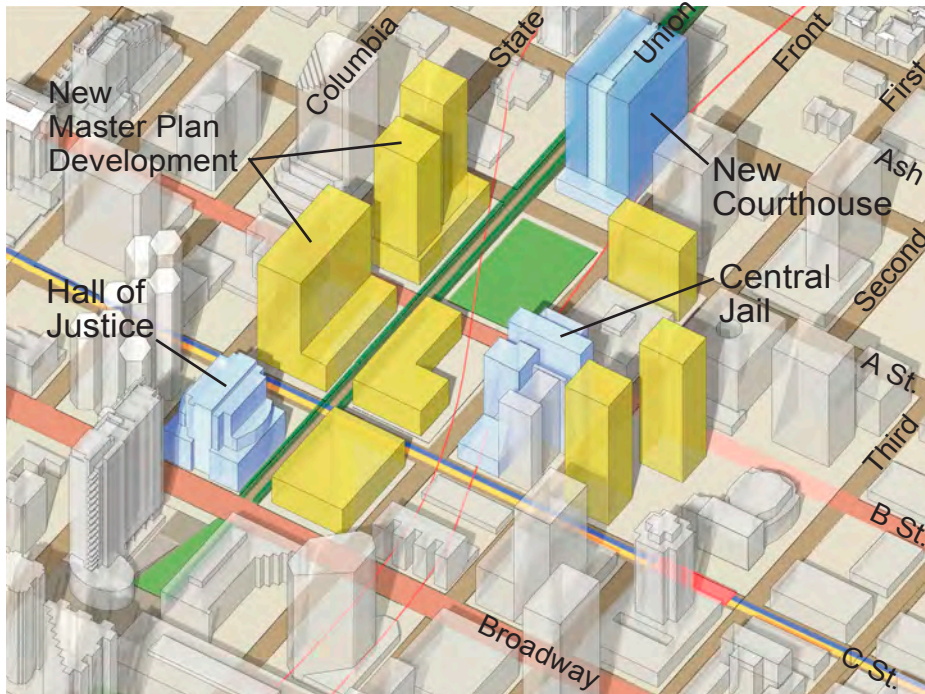 Columbia
State
Union
Front
First
New
Master Plan
Development
Ash
New
Courthouse
Second
Hall of
Justice
Central
Jail
A St.
Third
B St.
Broadway
C St.